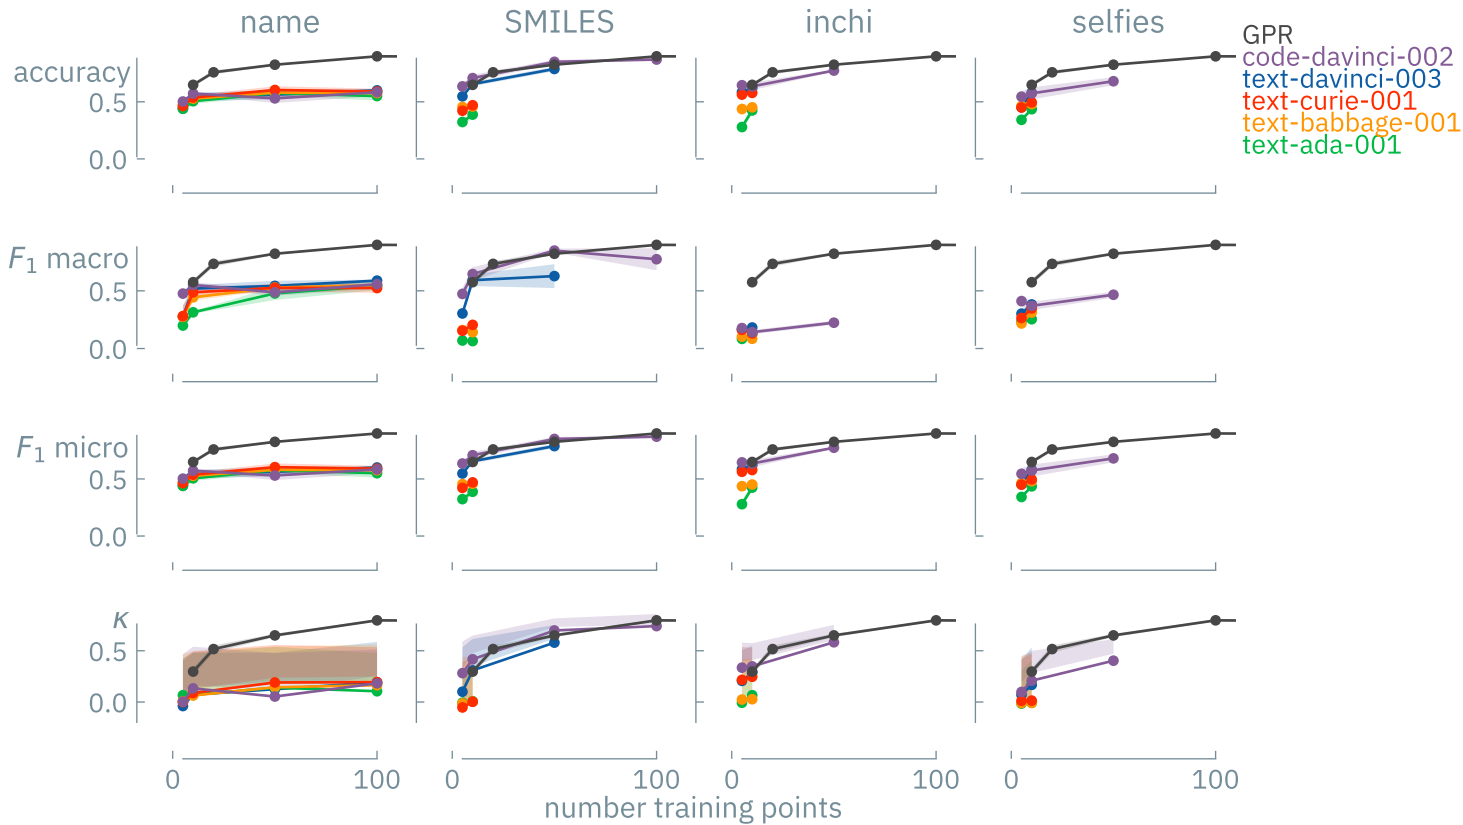 name SMILES inchi selfies
GPR
code-davinci-002
text-davinci-003
text-curie-001
text-babbage-001
text-ada-001
accuracy
0.5
0.0
F1 macro
0.5
0.0
F1 micro
0.5
0.0
κ
0.5
0.0
0 100 0 100 0 100 0 100
number training points